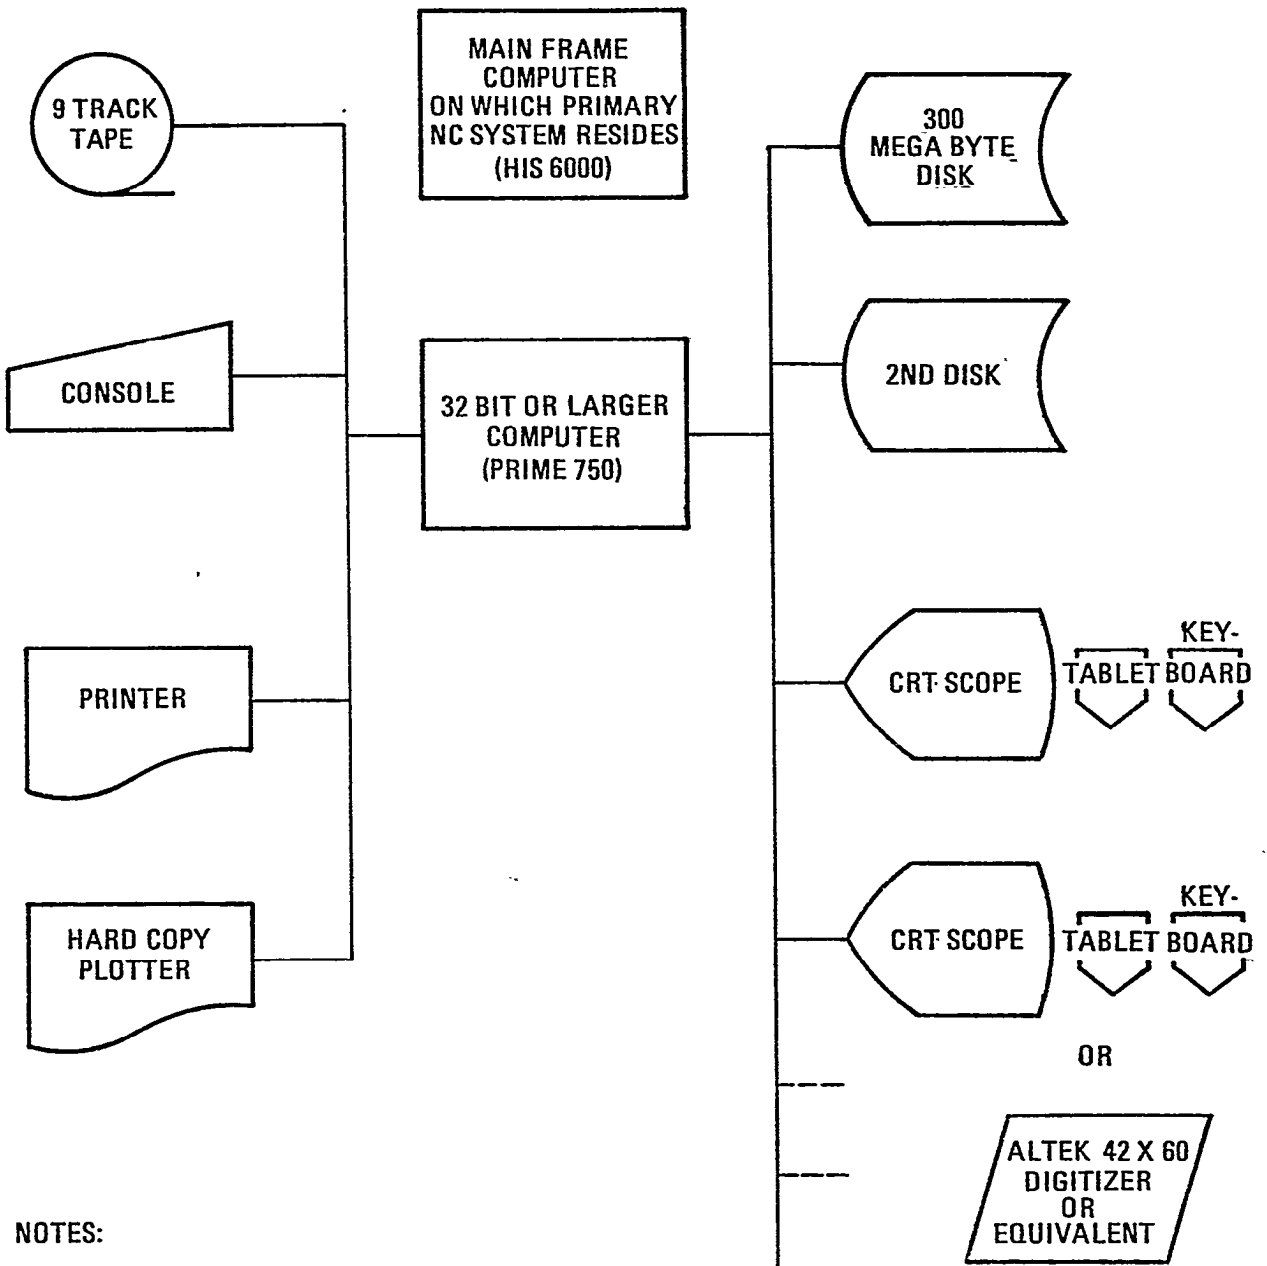 9 TRACK
TAPE
MAIN FRAME
COMPUTER
ON WHICH PRIMARY
NC SYSTEM RESIDES
(HIS 6000)
300
MEGA BYTE
DISK
CONSOLE
32 BIT OR LARGER
COMPUTER
(PRIME 750)
2ND DISK
PRINTER
CRT SCOPE
TABLET
KEY-
BOARD
HARD COPY
PLOTTER
CRT SCOPE
TABLET
KEY-
BOARD
OR
ALTEK 42 X 60
DIGITIZER
OR
EQUIVALENT
NOTES: